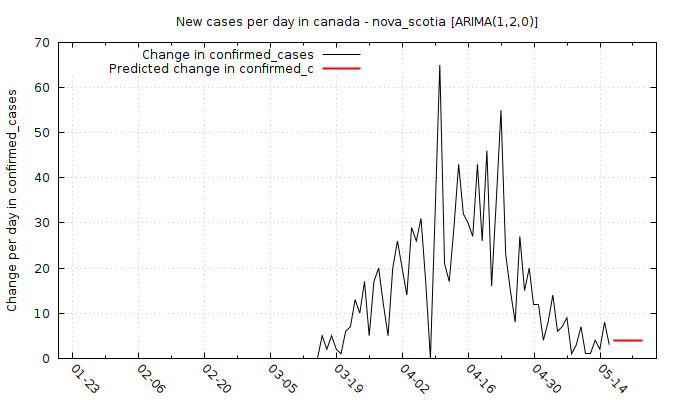 New cases per day in canada - nova_scotia [ARIMA(1,2,0)]
Change in confirmed_cases
Predicted change in confirmed_c
Change per day in confirmed_cases
70
60
50
40
30
20
10
0
01-23 02-06 02-20 03-05 03-19 04-02 04-16 04-30 05-14